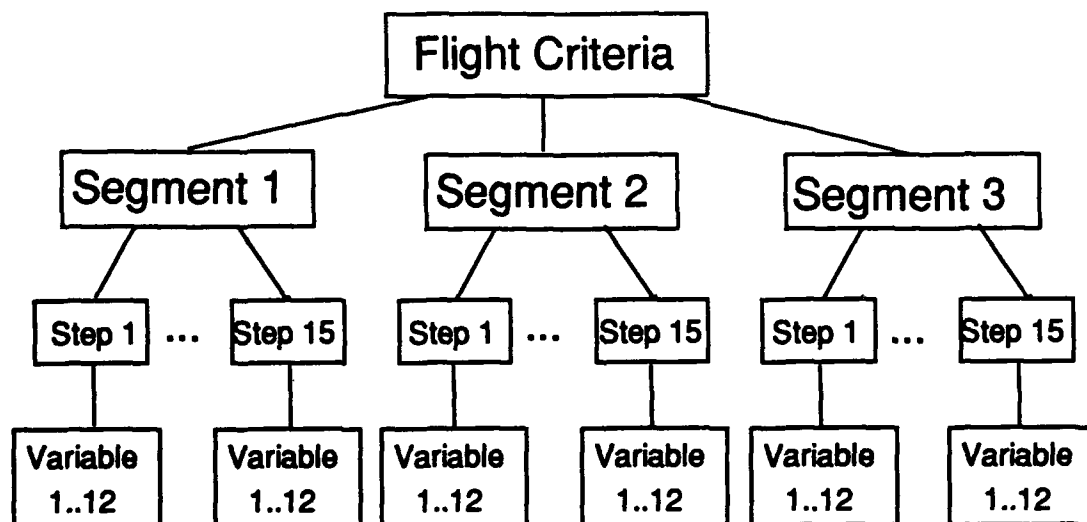 Flight Criteria
Segment 1 Segment 2 Segment 3
Step 1 ... Step 15 Step 1 ... Step 15 Step 1 ... Step 15
Variable Variable Variable Variable Variable Variable
1..12 1..12 1..12 1..12 1..12 1..12